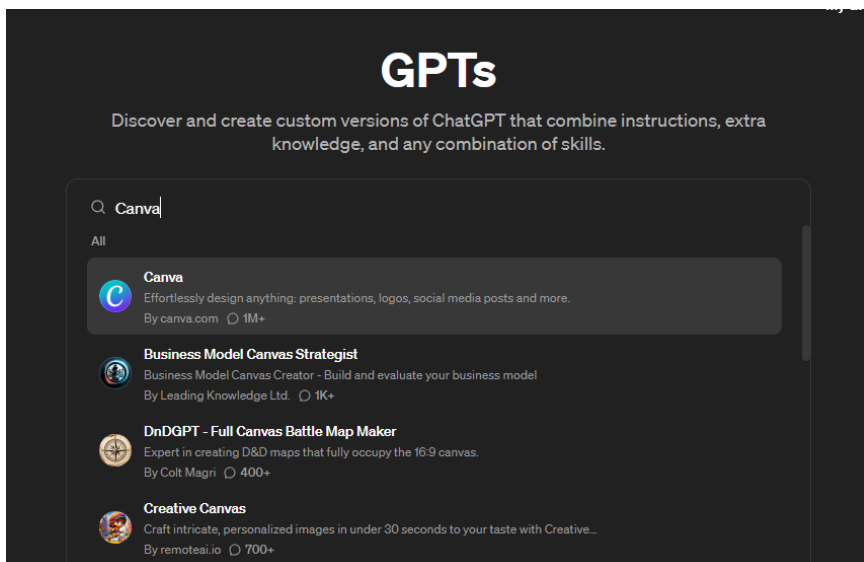 GPTs
Discover and create custom versions of ChatGPT that combine instructions, extra
knowledge, and any combination of skills.
Canva
All
Canva
Effortlessly design anything: presentations, logos, social media posts and more.
By canva.com 1M+
Business Model Canvas Strategist
Business Model Canvas Creator - Build and evaluate your business model
By Leading Knowledge Ltd. 1K+
DnDGPT - Full Canvas Battle Map Maker
Expert in creating D&D maps that fully occupy the 16:9 canvas.
By Colt Magri 400+
Creative Canvas
Craft intricate, personalized images in under 30 seconds to your taste with Creative...
By remoteai.io 700+